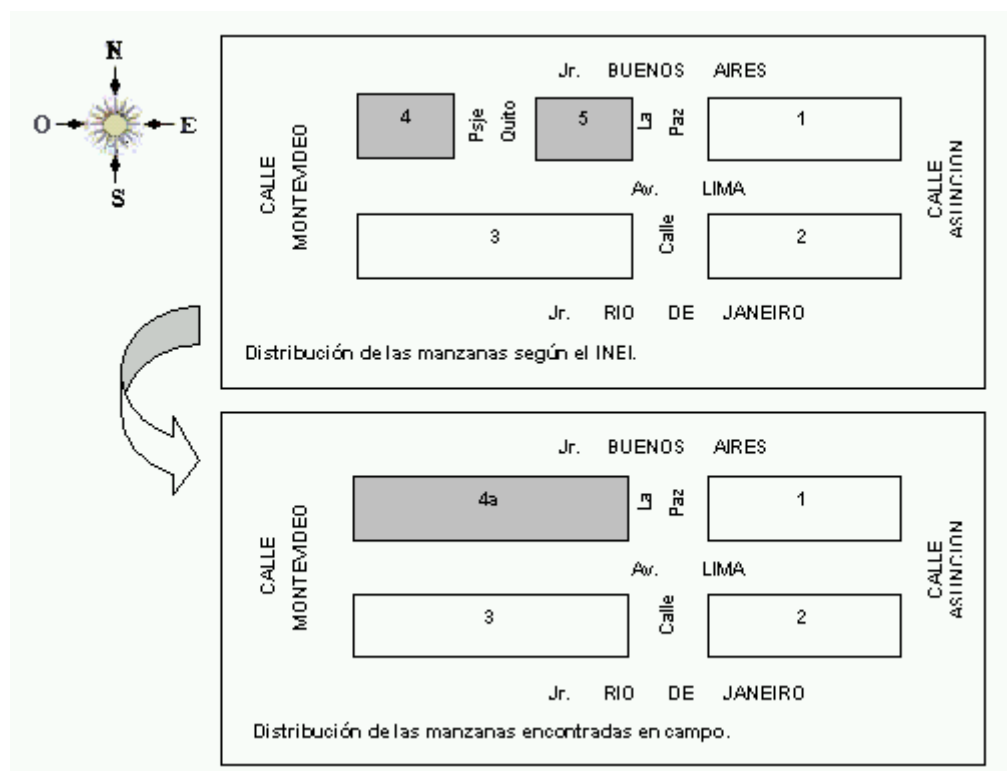 N
O E
S
Jr. BUENOS AIRES
4
Psje
Quito
5
La
Paz
1
CALLE
MONTEVIDEO
Av. LIMA
CALLE
ASUNCION
3
Calle
2
Jr. RIO DE JANEIRO
Distribución de las manzanas según el INEI.
Jr. BUENOS AIRES
4a
La
Paz
1
CALLE
MONTEVIDEO
Av. LIMA
CALLE
ASUNCION
3
Calle
2
Jr. RIO DE JANEIRO
Distribución de las manzanas encontradas en campo.